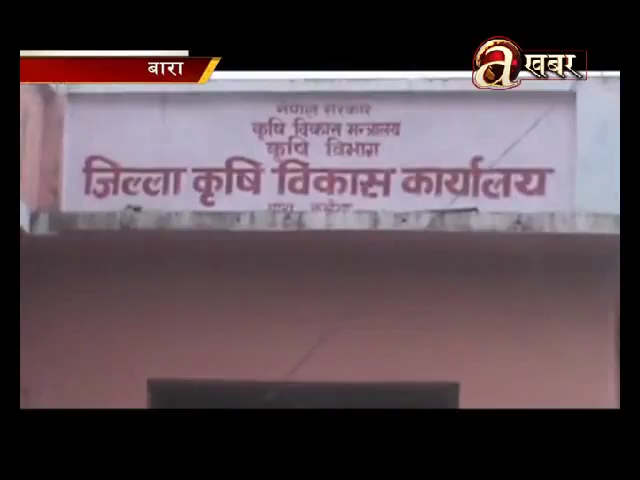 बारा
a खबर
नेपाल सरकार
कृषि विकास मन्त्रालय
कृषि विभाग
जिल्ला कृषि विकास कार्यालय